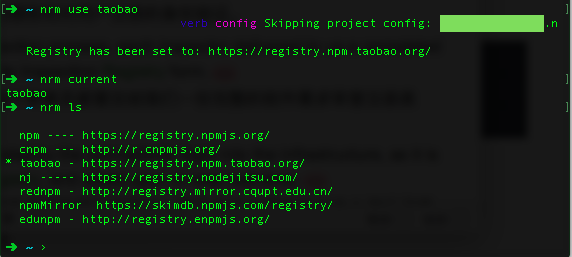 [➜ ~ nrm use taobao ]
verb config Skipping project config: .n
Registry has been set to: https://registry.npm.taobao.org/
[➜ ~ nrm current ]
taobao
[➜ ~ nrm ls ]
npm ---- https://registry.npmjs.org/
cnpm --- http://r.cnpmjs.org/
* taobao - https://registry.npm.taobao.org/
nj ----- https://registry.nodejitsu.com/
rednpm - http://registry.mirror.cqupt.edu.cn/
npmMirror https://skimdb.npmjs.com/registry/
edunpm - http://registry.enpmjs.org/
➜ ~ ›